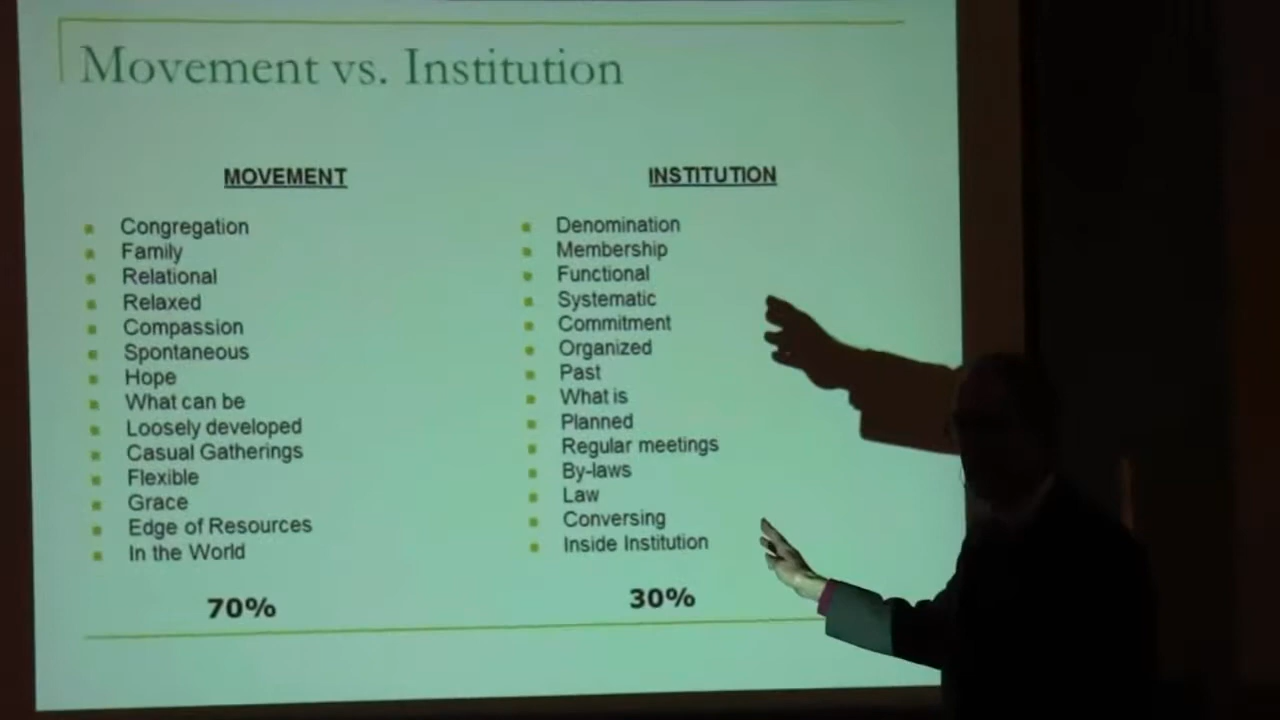 Movement vs. Institution
MOVEMENT
Congregation
Family
Relational
Relaxed
Compassion
Spontaneous
Hope
What can be
Loosely developed
Casual Gatherings
Flexible
Grace
Edge of Resources
In the World
70%
INSTITUTION
Denomination
Membership
Functional
Systematic
Commitment
Organized
Past
What is
Planned
Regular meetings
By-laws
Law
Conversing
Inside Institution
30%